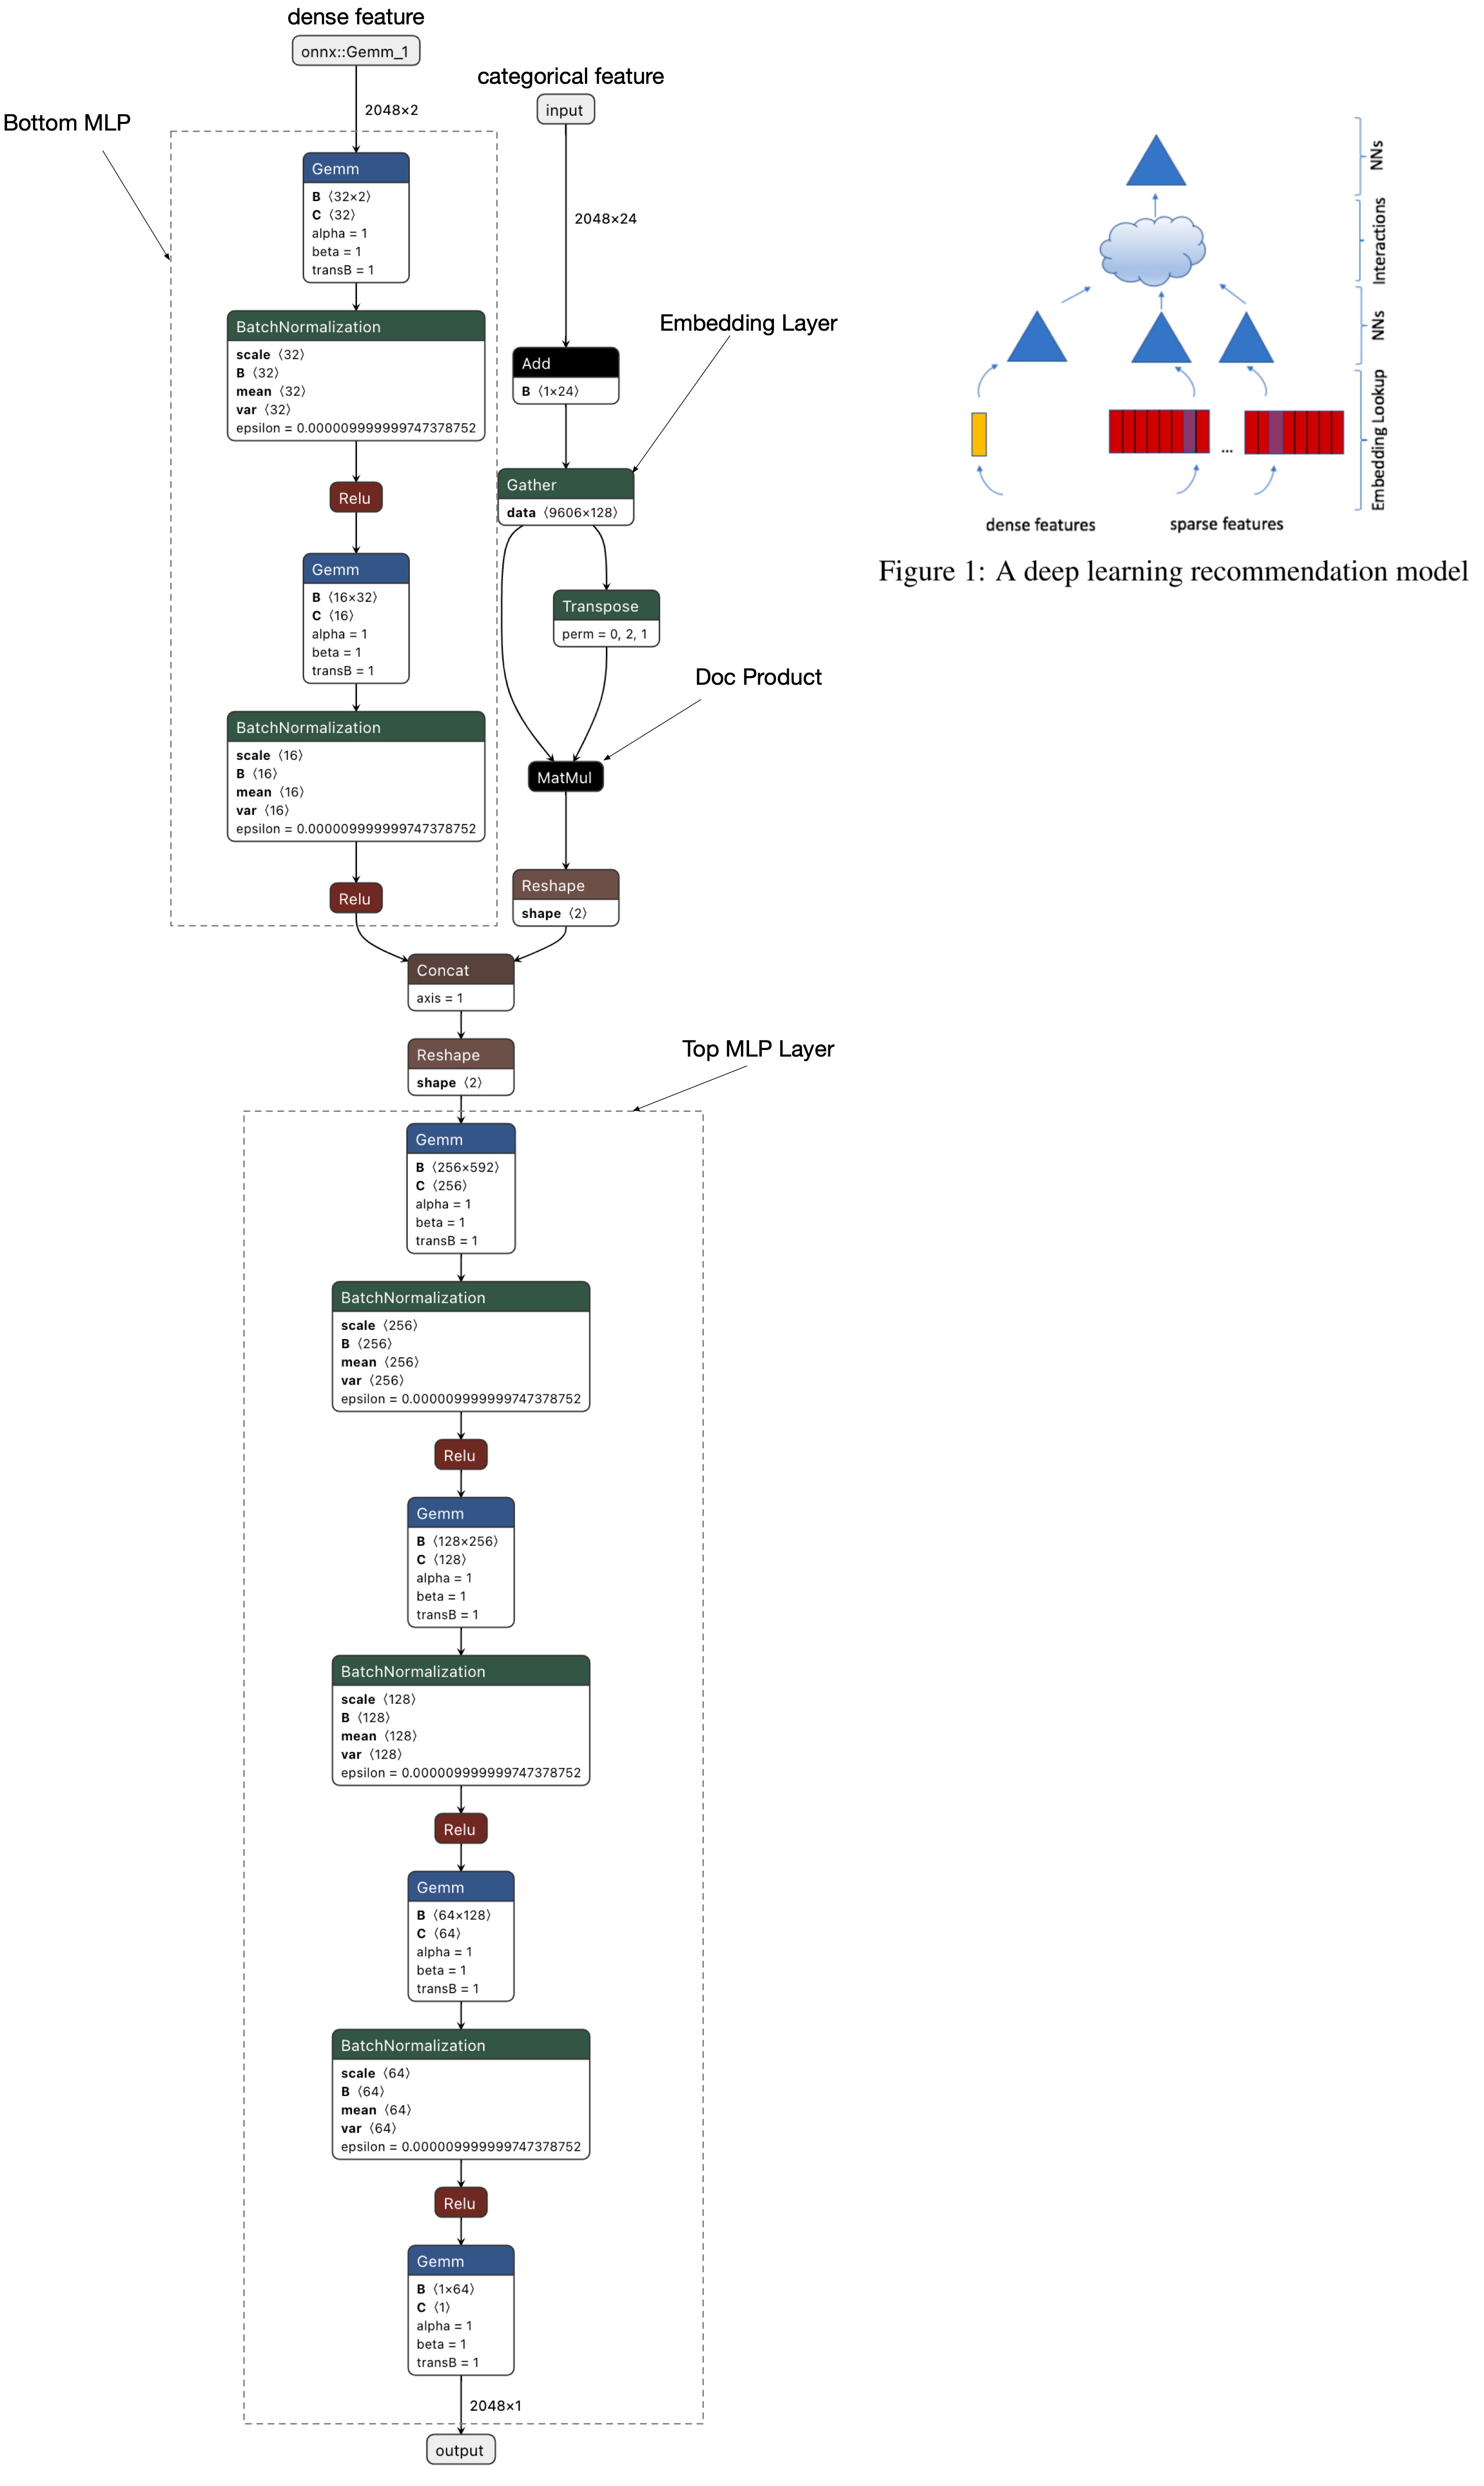 dense feature
onnx::Gemm_1
categorical feature
input
2048×2
Bottom MLP
Gemm
B ⟨32×2⟩
C ⟨32⟩
alpha = 1
beta = 1
transB = 1
2048×24
BatchNormalization
scale ⟨32⟩
B ⟨32⟩
mean ⟨32⟩
var ⟨32⟩
epsilon = 0.000009999999747378752
Embedding Layer
Add
B ⟨1×24⟩
Relu
Gather
data ⟨9606×128⟩
Gemm
B ⟨16×32⟩
C ⟨16⟩
alpha = 1
beta = 1
transB = 1
Transpose
perm = 0, 2, 1
Doc Product
BatchNormalization
scale ⟨16⟩
B ⟨16⟩
mean ⟨16⟩
var ⟨16⟩
epsilon = 0.000009999999747378752
MatMul
Relu
Reshape
shape ⟨2⟩
Concat
axis = 1
Reshape
shape ⟨2⟩
Top MLP Layer
Gemm
B ⟨256×592⟩
C ⟨256⟩
alpha = 1
beta = 1
transB = 1
BatchNormalization
scale ⟨256⟩
B ⟨256⟩
mean ⟨256⟩
var ⟨256⟩
epsilon = 0.000009999999747378752
Relu
Gemm
B ⟨128×256⟩
C ⟨128⟩
alpha = 1
beta = 1
transB = 1
BatchNormalization
scale ⟨128⟩
B ⟨128⟩
mean ⟨128⟩
var ⟨128⟩
epsilon = 0.000009999999747378752
Relu
Gemm
B ⟨64×128⟩
C ⟨64⟩
alpha = 1
beta = 1
transB = 1
BatchNormalization
scale ⟨64⟩
B ⟨64⟩
mean ⟨64⟩
var ⟨64⟩
epsilon = 0.000009999999747378752
Relu
Gemm
B ⟨1×64⟩
C ⟨1⟩
alpha = 1
beta = 1
transB = 1
2048×1
output
NNs
Interactions
NNs
Embedding Lookup
...
dense features
sparse features
Figure 1: A deep learning recommendation model